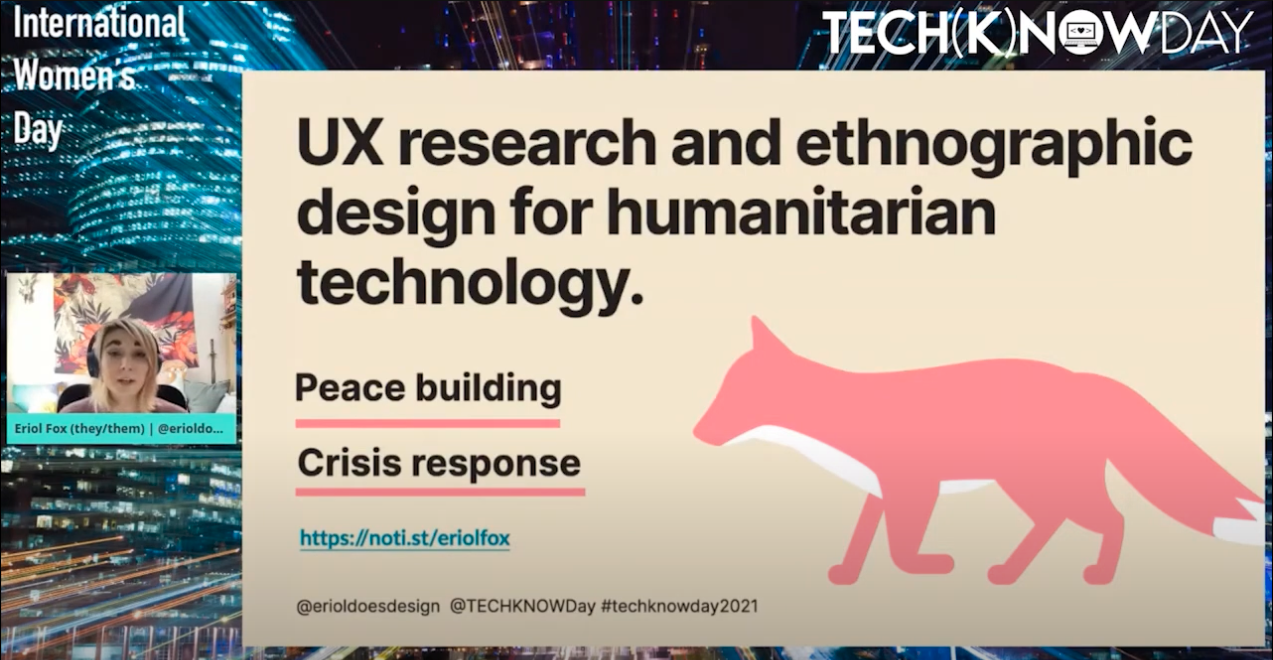 International
Women's
Day
TECH(K)NOWDAY
UX research and ethnographic
design for humanitarian
technology.
Peace building
Crisis response
https://noti.st/eriolfox
@erioldoesdesign @TECHKNOWDay #techknowday2021
Eriol Fox (they/them) | @erioldo...